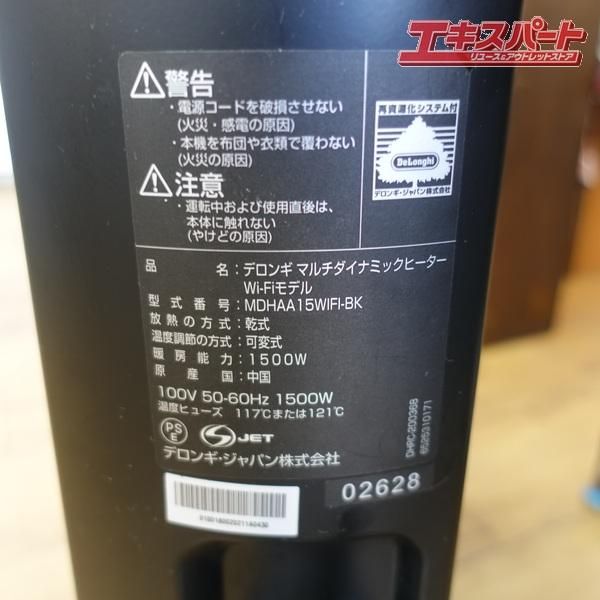 エキスパート
リユース&アウトレットストア
警告
・電源コードを破損させない
(火災・感電の原因)
・本機を布団や衣類で覆わない
(火災の原因)
注意
・運転中および使用直後は、
本体に触れない
(やけどの原因)
再資源化システム付
DeLonghi
デロンギ・ジャパン株式会社
品名：デロンギ マルチダイナミックヒーター
Wi-Fiモデル
型式番号：MDHAA15WIFI-BK
放熱の方式：乾式
温度調節の方式：可変式
暖房能力：1500W
原産国：中国
100V 50-60Hz 1500W
温度ヒューズ 117℃または121℃
PS
E
S JET
デロンギ・ジャパン株式会社
DHRC-200368
6525310171
02628